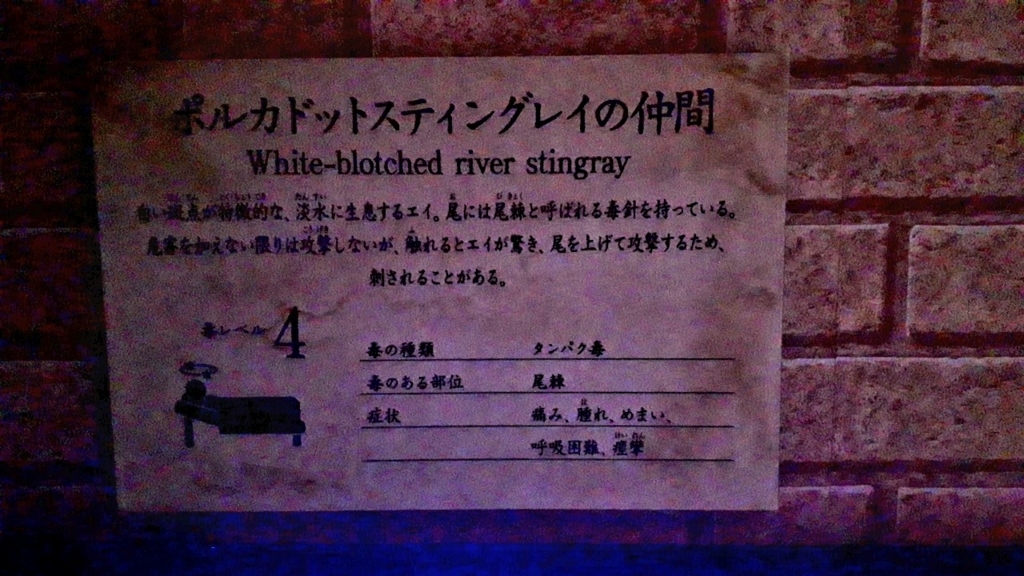 ポルカドットスティングレイの仲間
White-blotched river stingray
白い斑点が特徴的な、淡水に生息するエイ。尾には尾棘と呼ばれる毒針を持っている。
危害を加えない限りは攻撃しないが、触れるとエイが驚き、尾を上げて攻撃するため、
刺されることがある。
毒レベル 4
毒の種類 タンパク毒
毒のある部位 尾棘
症状 痛み、腫れ、めまい、
呼吸困難、痙攣